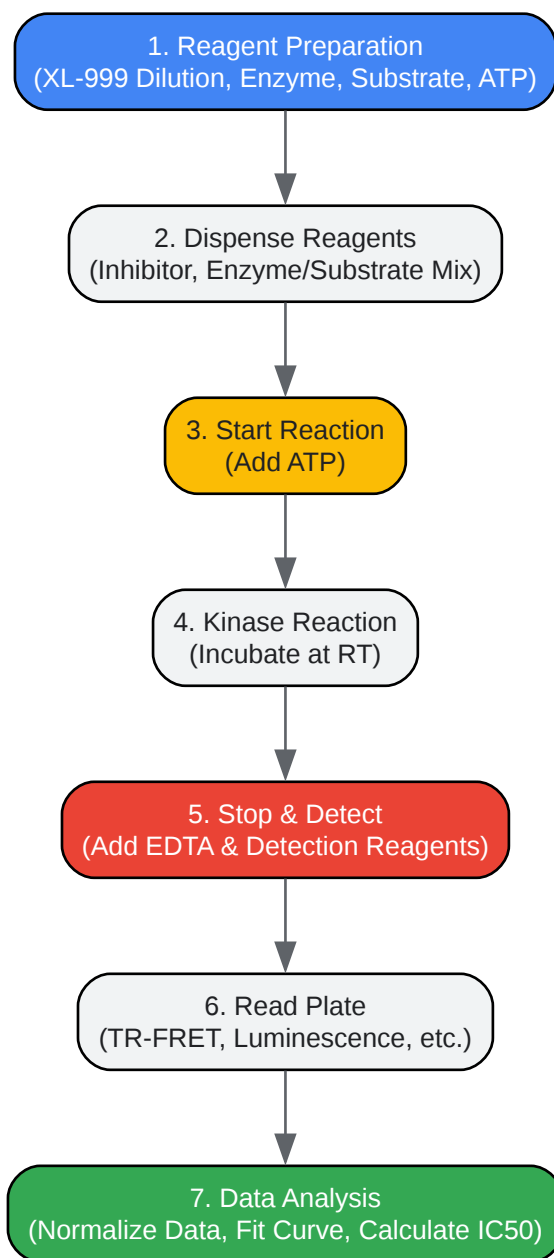 1. Reagent Preparation
(XL-999 Dilution, Enzyme, Substrate, ATP)
2. Dispense Reagents
(Inhibitor, Enzyme/Substrate Mix)
3. Start Reaction
(Add ATP)
4. Kinase Reaction
(Incubate at RT)
5. Stop & Detect
(Add EDTA & Detection Reagents)
6. Read Plate
(TR-FRET, Luminescence, etc.)
7. Data Analysis
(Normalize Data, Fit Curve, Calculate IC50)